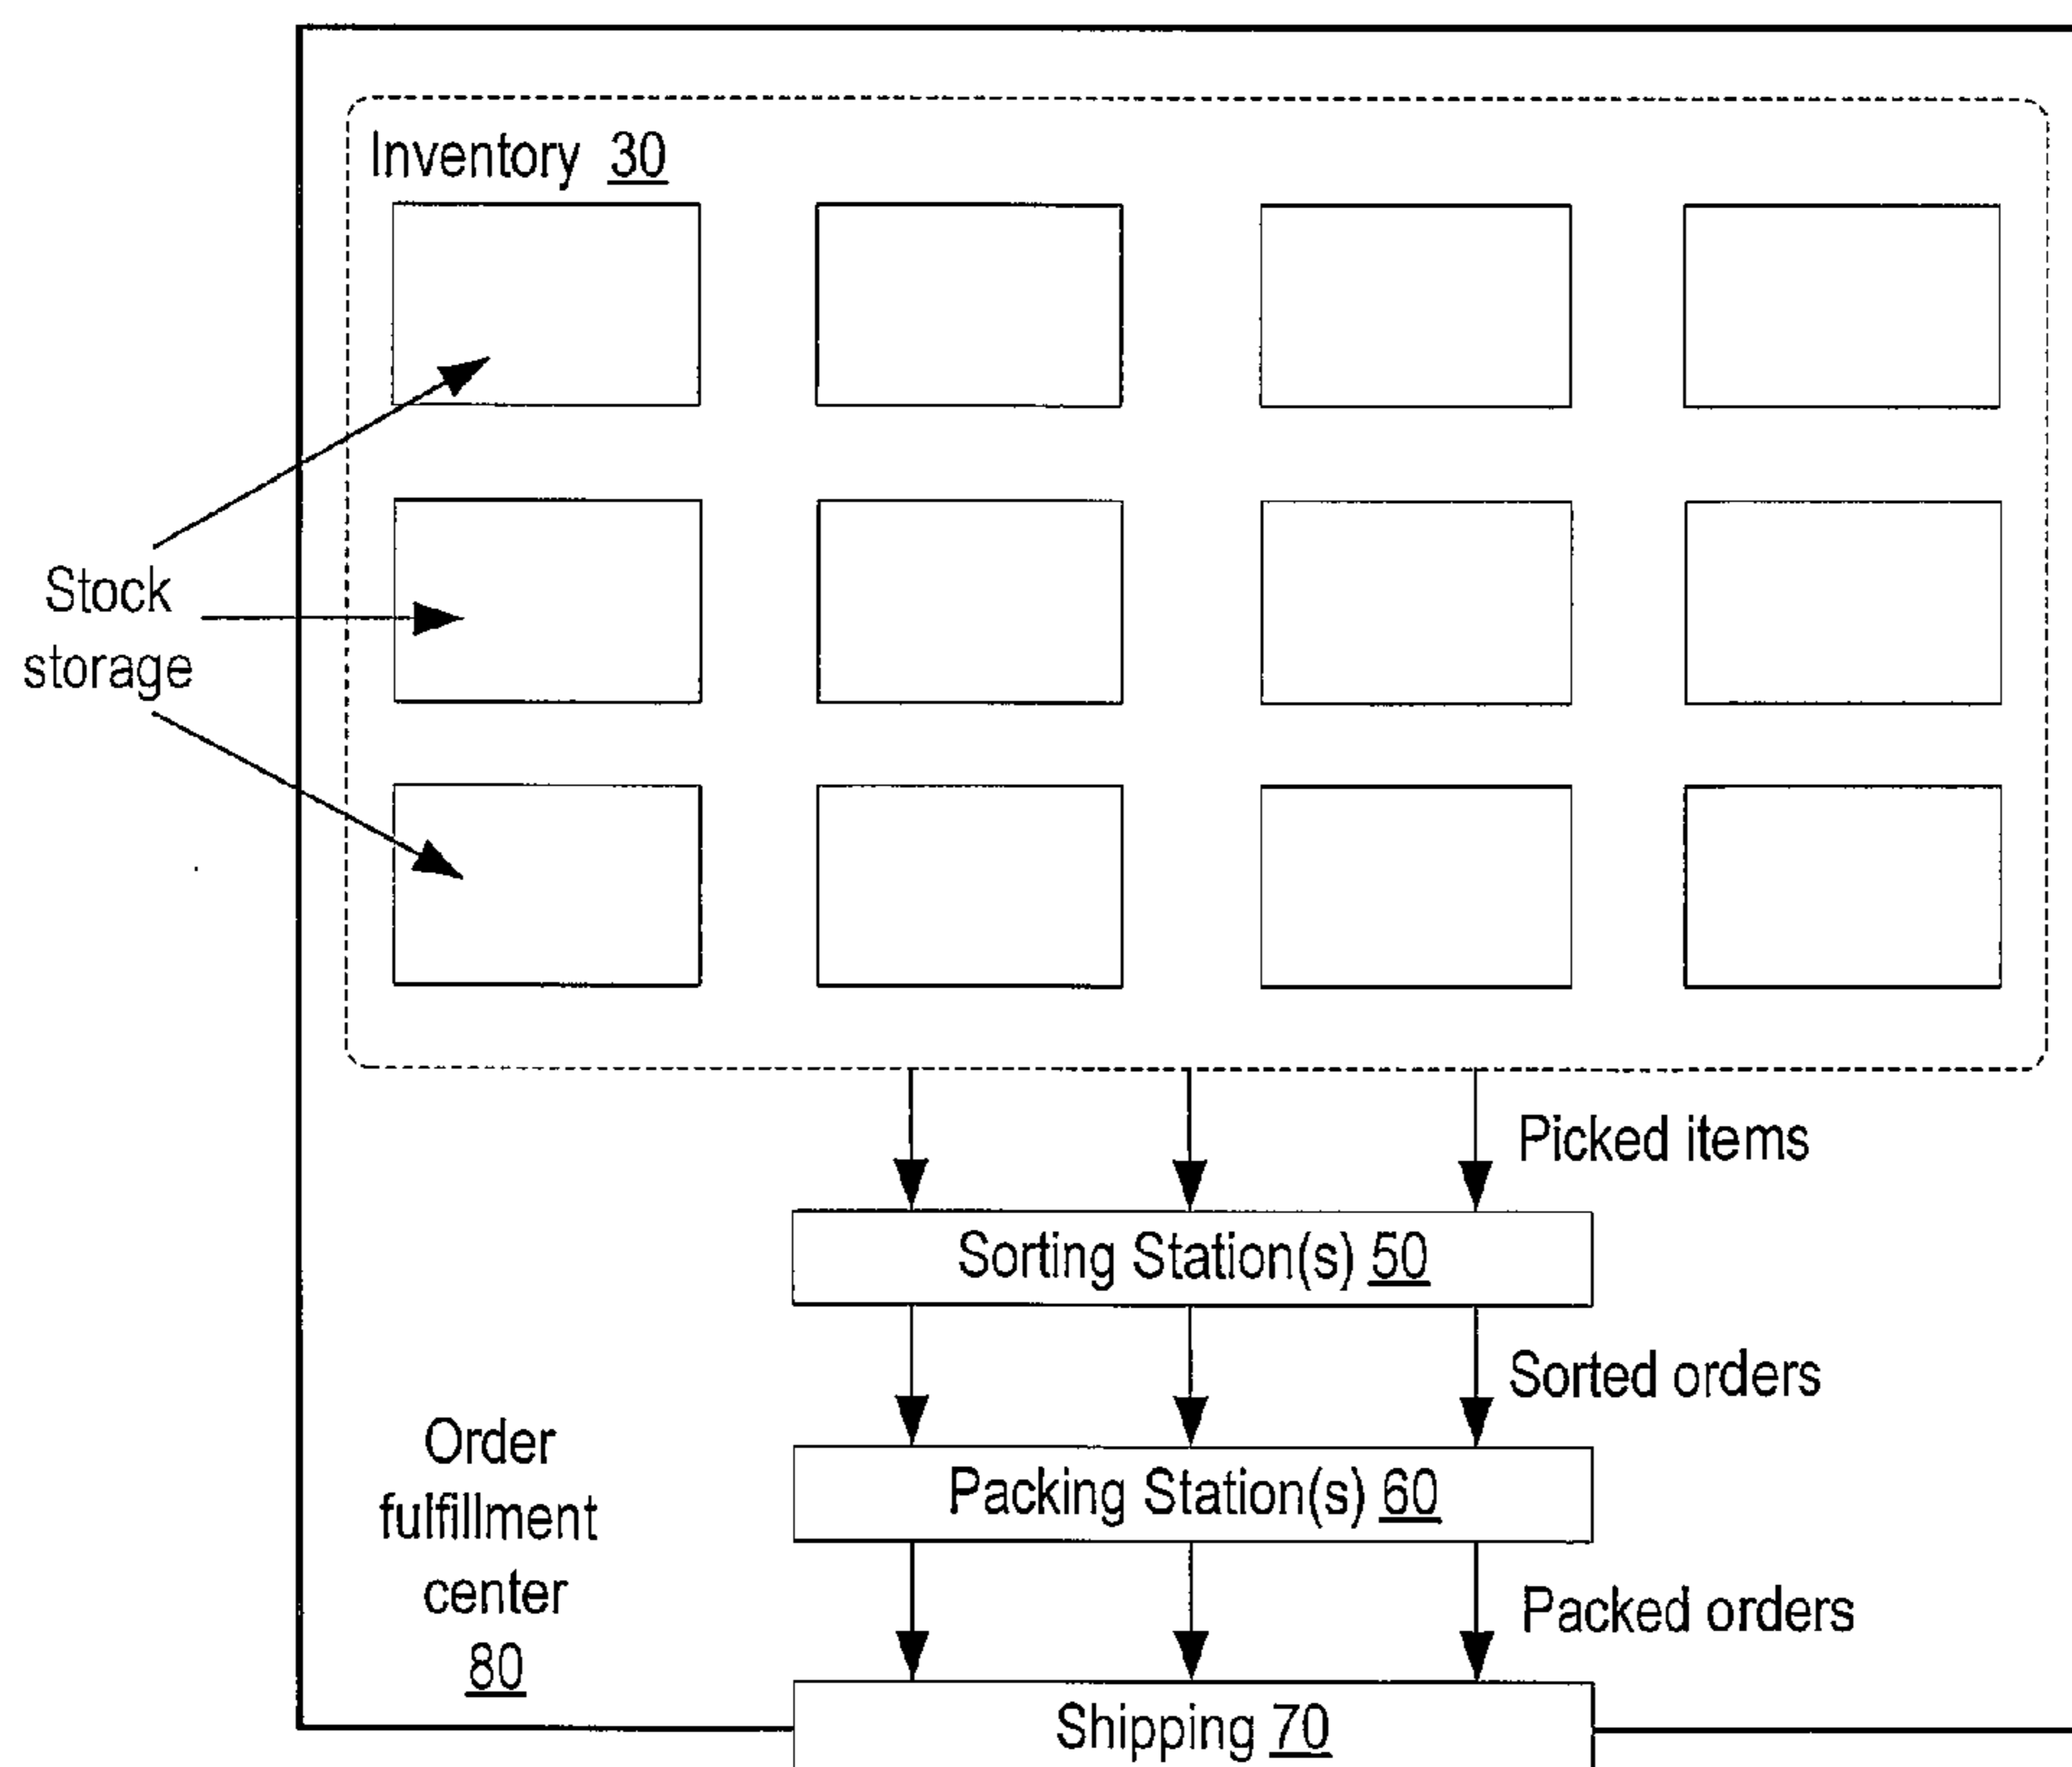 Inventory 30
Stock
storage
Picked items
Sorting Station(s) 50
Sorted orders
Order
fulfillment
center
80
Packing Station(s) 60
Packed orders
Shipping 70